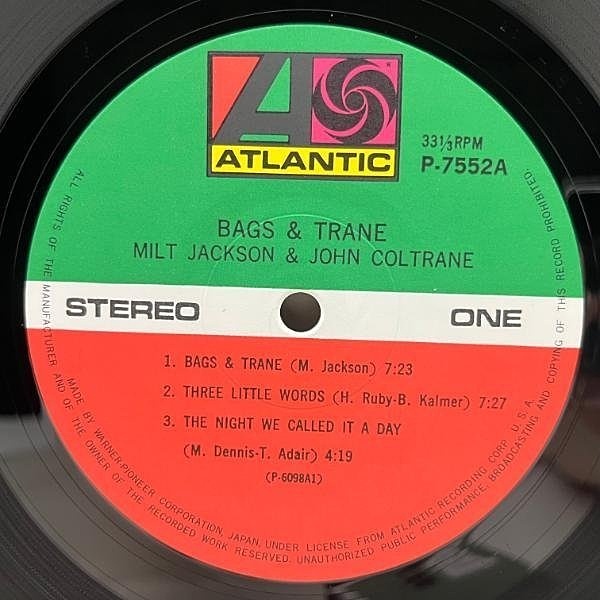 ATLANTIC
33⅓RPM
P-7552A
BAGS & TRANE
MILT JACKSON & JOHN COLTRANE
STEREO
ONE
1. BAGS & TRANE (M. Jackson) 7:23
2. THREE LITTLE WORDS (H. Ruby-B. Kalmer) 7:27
3. THE NIGHT WE CALLED IT A DAY
(M. Dennis-T. Adair) 4:19
(P-6098A1)
MADE BY WARNER-PIONEER CORPORATION, JAPAN, UNDER LICENSE FROM ATLANTIC RECORDING CORP. U.S.A.
ALL RIGHTS OF THE MANUFACTURER AND OF THE OWNER OF THE RECORDED WORK RESERVED. UNAUTHORIZED PUBLIC PERFORMANCE, BROADCASTING AND COPYING OF THIS RECORD PROHIBITED.